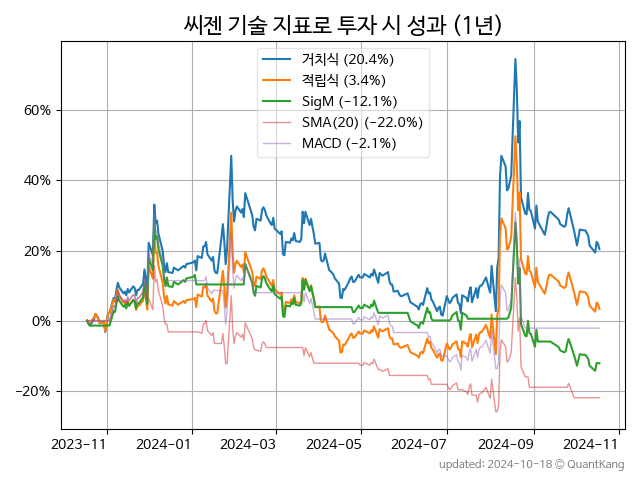 씨젠 기술 지표로 투자 시 성과 (1년)
거치식 (20.4%)
적립식 (3.4%)
SigM (−12.1%)
SMA(20) (−22.0%)
MACD (−2.1%)
60%
40%
20%
0%
−20%
2023-11 2024-01 2024-03 2024-05 2024-07 2024-09 2024-11
updated: 2024-10-18 © QuantKang